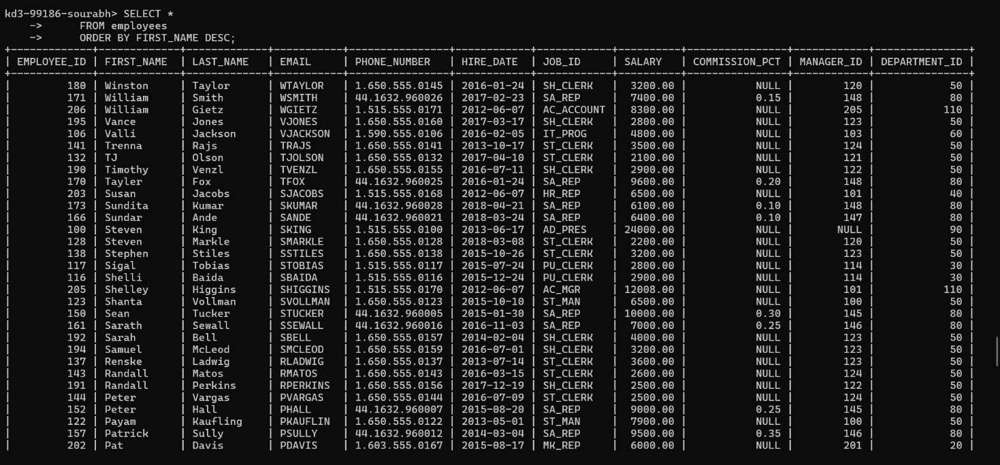 kd3-99186-sourabh> SELECT *
    ->      FROM employees
    ->      ORDER BY FIRST_NAME DESC;
+-------------+------------+------------+-----------+----------------+------------+------------+----------+----------------+------------+---------------+
| EMPLOYEE_ID | FIRST_NAME | LAST_NAME  | EMAIL     | PHONE_NUMBER   | HIRE_DATE  | JOB_ID     | SALARY   | COMMISSION_PCT | MANAGER_ID | DEPARTMENT_ID |
+-------------+------------+------------+-----------+----------------+------------+------------+----------+----------------+------------+---------------+
|         180 | Winston    | Taylor     | WTAYLOR   | 1.650.555.0145 | 2016-01-24 | SH_CLERK   |  3200.00 |           NULL |        120 |            50 |
|         171 | William    | Smith      | WSMITH    | 44.1632.960026 | 2017-02-23 | SA_REP     |  7400.00 |           0.15 |        148 |            80 |
|         206 | William    | Gietz      | WGIETZ    | 1.515.555.0171 | 2012-06-07 | AC_ACCOUNT |  8300.00 |           NULL |        205 |           110 |
|         195 | Vance      | Jones      | VJONES    | 1.650.555.0160 | 2017-03-17 | SH_CLERK   |  2800.00 |           NULL |        123 |            50 |
|         106 | Valli      | Jackson    | VJACKSON  | 1.590.555.0106 | 2016-02-05 | IT_PROG    |  4800.00 |           NULL |        103 |            60 |
|         141 | Trenna     | Rajs       | TRAJS     | 1.650.555.0141 | 2013-10-17 | ST_CLERK   |  3500.00 |           NULL |        124 |            50 |
|         132 | TJ         | Olson      | TJOLSON   | 1.650.555.0132 | 2017-04-10 | ST_CLERK   |  2100.00 |           NULL |        121 |            50 |
|         190 | Timothy    | Venzl      | TVENZL    | 1.650.555.0155 | 2016-07-11 | SH_CLERK   |  2900.00 |           NULL |        122 |            50 |
|         170 | Tayler     | Fox        | TFOX      | 44.1632.960025 | 2016-01-24 | SA_REP     |  9600.00 |           0.20 |        148 |            80 |
|         203 | Susan      | Jacobs     | SJACOBS   | 1.515.555.0168 | 2012-06-07 | HR_REP     |  6500.00 |           NULL |        101 |            40 |
|         173 | Sundita    | Kumar      | SKUMAR    | 44.1632.960028 | 2018-04-21 | SA_REP     |  6100.00 |           0.10 |        148 |            80 |
|         166 | Sundar     | Ande       | SANDE     | 44.1632.960021 | 2018-03-24 | SA_REP     |  6400.00 |           0.10 |        147 |            80 |
|         100 | Steven     | King       | SKING     | 1.515.555.0100 | 2013-06-17 | AD_PRES    | 24000.00 |           NULL |       NULL |            90 |
|         128 | Steven     | Markle     | SMARKLE   | 1.650.555.0128 | 2018-03-08 | ST_CLERK   |  2200.00 |           NULL |        120 |            50 |
|         138 | Stephen    | Stiles     | SSTILES   | 1.650.555.0138 | 2015-10-26 | ST_CLERK   |  3200.00 |           NULL |        123 |            50 |
|         117 | Sigal      | Tobias     | STOBIAS   | 1.515.555.0117 | 2015-07-24 | PU_CLERK   |  2800.00 |           NULL |        114 |            30 |
|         116 | Shelli     | Baida      | SBAIDA    | 1.515.555.0116 | 2015-12-24 | PU_CLERK   |  2900.00 |           NULL |        114 |            30 |
|         205 | Shelley    | Higgins    | SHIGGINS  | 1.515.555.0170 | 2012-06-07 | AC_MGR     | 12008.00 |           NULL |        101 |           110 |
|         123 | Shanta     | Vollman    | SVOLLMAN  | 1.650.555.0123 | 2015-10-10 | ST_MAN     |  6500.00 |           NULL |        100 |            50 |
|         150 | Sean       | Tucker     | STUCKER   | 44.1632.960005 | 2015-01-30 | SA_REP     | 10000.00 |           0.30 |        145 |            80 |
|         161 | Sarath     | Sewall     | SSEWALL   | 44.1632.960016 | 2016-11-03 | SA_REP     |  7000.00 |           0.25 |        146 |            80 |
|         192 | Sarah      | Bell       | SBELL     | 1.650.555.0157 | 2014-02-04 | SH_CLERK   |  4000.00 |           NULL |        123 |            50 |
|         194 | Samuel     | McLeod     | SMCLEOD   | 1.650.555.0159 | 2016-07-01 | SH_CLERK   |  3200.00 |           NULL |        123 |            50 |
|         137 | Renske     | Ladwig     | RLADWIG   | 1.650.555.0137 | 2013-07-14 | ST_CLERK   |  3600.00 |           NULL |        123 |            50 |
|         143 | Randall    | Matos      | RMATOS    | 1.650.555.0143 | 2016-03-15 | ST_CLERK   |  2600.00 |           NULL |        124 |            50 |
|         191 | Randall    | Perkins    | RPERKINS  | 1.650.555.0156 | 2017-12-19 | SH_CLERK   |  2500.00 |           NULL |        122 |            50 |
|         144 | Peter      | Vargas     | PVARGAS   | 1.650.555.0144 | 2016-07-09 | ST_CLERK   |  2500.00 |           NULL |        124 |            50 |
|         152 | Peter      | Hall       | PHALL     | 44.1632.960007 | 2015-08-20 | SA_REP     |  9000.00 |           0.25 |        145 |            80 |
|         122 | Payam      | Kaufling   | PKAUFLIN  | 1.650.555.0122 | 2013-05-01 | ST_MAN     |  7900.00 |           NULL |        100 |            50 |
|         157 | Patrick    | Sully      | PSULLY    | 44.1632.960012 | 2014-03-04 | SA_REP     |  9500.00 |           0.35 |        146 |            80 |
|         202 | Pat        | Davis      | PDAVIS    | 1.603.555.0167 | 2015-08-17 | MK_REP     |  6000.00 |           NULL |        201 |            20 |